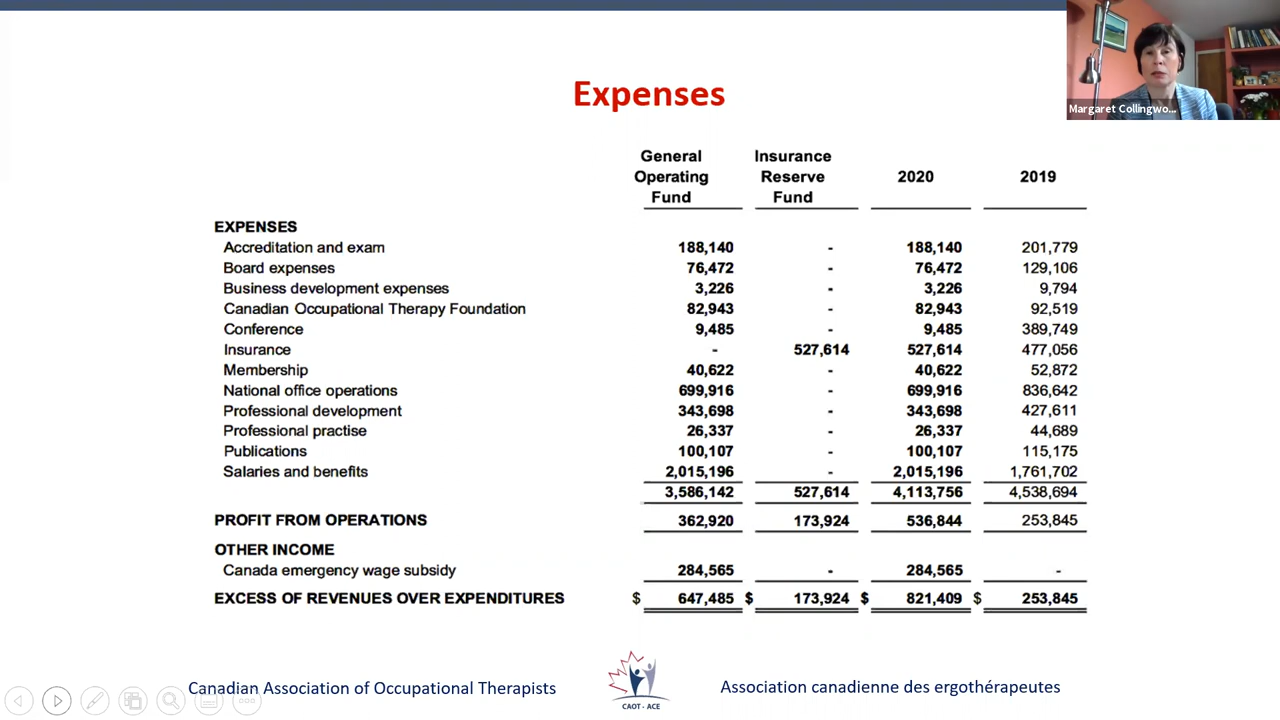 Margaret Collingwo...
Expenses
General Operating Fund Insurance Reserve Fund 2020 2019
EXPENSES
Accreditation and exam 188,140 - 188,140 201,779
Board expenses 76,472 - 76,472 129,106
Business development expenses 3,226 - 3,226 9,794
Canadian Occupational Therapy Foundation 82,943 - 82,943 92,519
Conference 9,485 - 9,485 389,749
Insurance - 527,614 527,614 477,056
Membership 40,622 - 40,622 52,872
National office operations 699,916 - 699,916 836,642
Professional development 343,698 - 343,698 427,611
Professional practise 26,337 - 26,337 44,689
Publications 100,107 - 100,107 115,175
Salaries and benefits 2,015,196 - 2,015,196 1,761,702
3,586,142 527,614 4,113,756 4,538,694
PROFIT FROM OPERATIONS 362,920 173,924 536,844 253,845
OTHER INCOME
Canada emergency wage subsidy 284,565 - 284,565 -
EXCESS OF REVENUES OVER EXPENDITURES $ 647,485 $ 173,924 $ 821,409 $ 253,845
Canadian Association of Occupational Therapists
CAOT - ACE
Association canadienne des ergothérapeutes